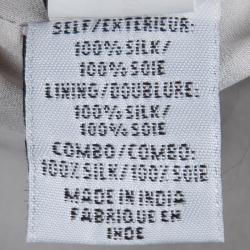 SELF/EXTÉRIEUR:
100% SILK/
100% SOIE
LINING/DOUBLURE:
100% SILK/
100% SOIE
COMBO/COMBO:
100% SILK/100% SOIE
MADE IN INDIA
FABRIQUE EN
INDE